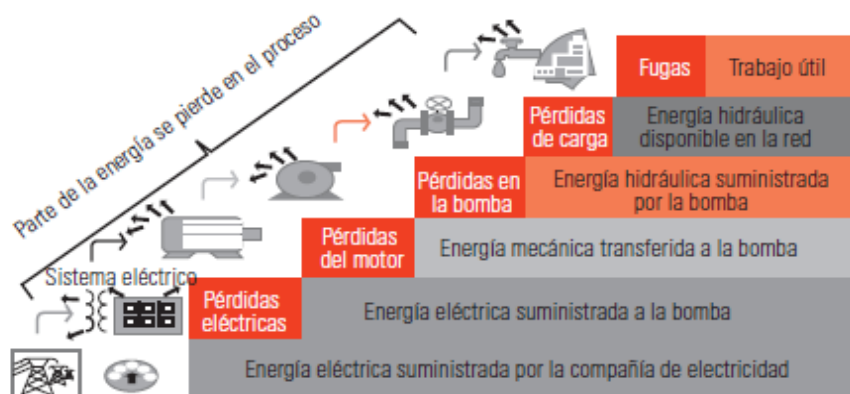 Parte de la energía se pierde en el proceso
Fugas
Trabajo útil
Pérdidas
de carga
Energía hidráulica
disponible en la red
Pérdidas en
la bomba
Energía hidráulica suministrada
por la bomba
Pérdidas
del motor
Energía mecánica transferida a la bomba
Sistema eléctrico
Pérdidas
eléctricas
Energía eléctrica suministrada a la bomba
Energía eléctrica suministrada por la compañía de electricidad